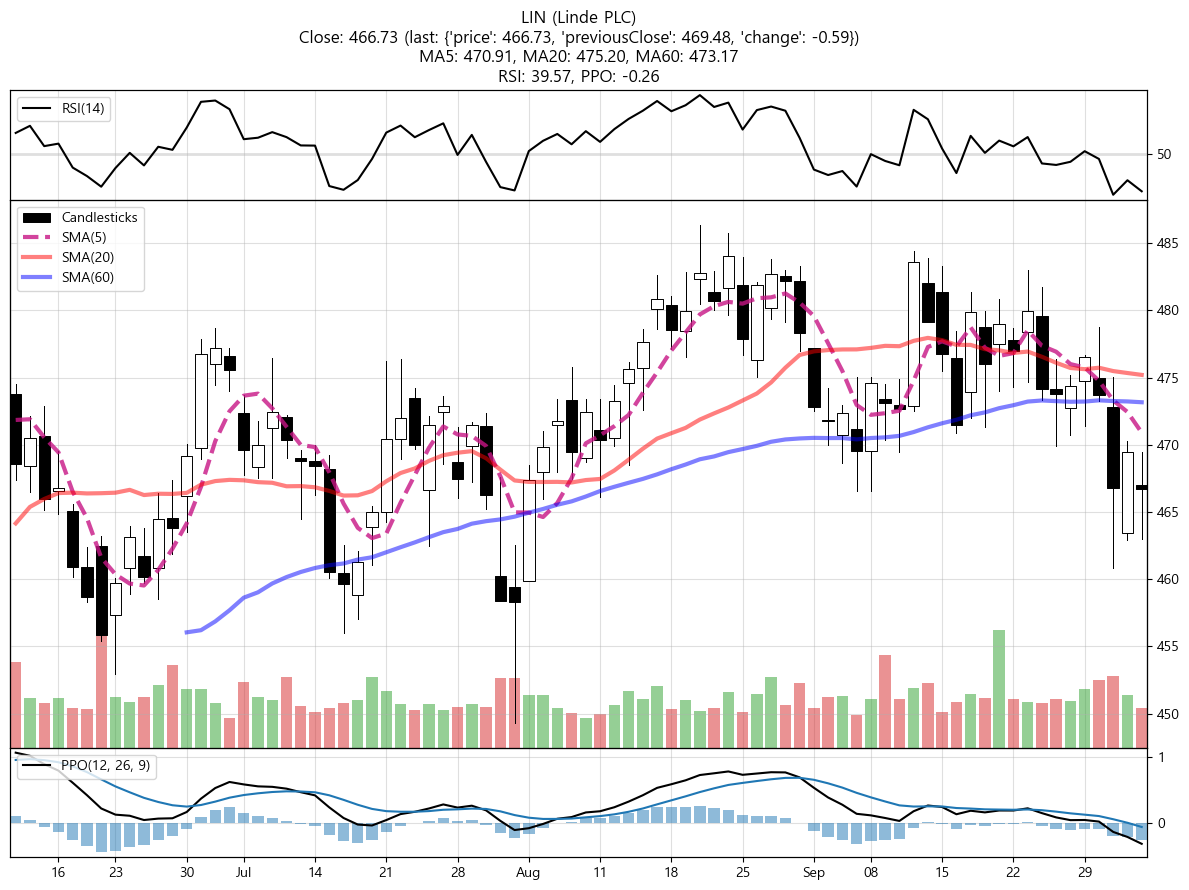 LIN (Linde PLC)
Close: 466.73 (last: {'price': 466.73, 'previousClose': 469.48, 'change': -0.59})
MA5: 470.91, MA20: 475.20, MA60: 473.17
RSI: 39.57, PPO: -0.26
RSI(14)
50
Candlesticks
SMA(5)
SMA(20)
SMA(60)
485
480
475
470
465
460
455
450
PPO(12, 26, 9)
1
0
16 23 30 Jul 14 21 28 Aug 11 18 25 Sep 08 15 22 29